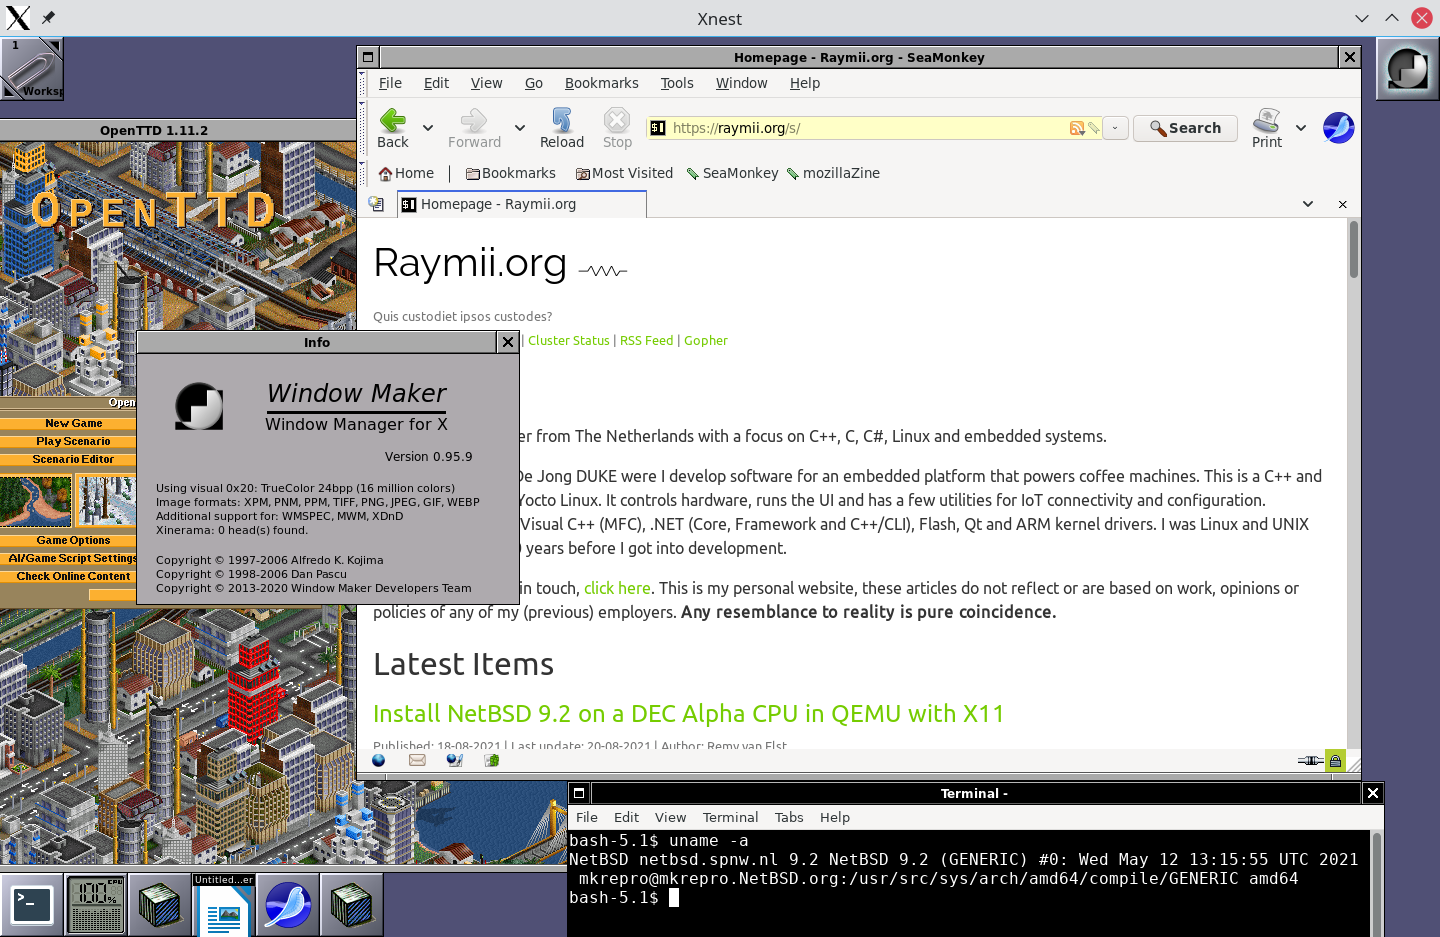 Xnest
1
Worksp
OpenTTD 1.11.2
OPENTTD
Open
New Game
Play Scenario
Scenario Editor
Game Options
AI/Game Script Settings
Check Online Content
Homepage - Raymii.org - SeaMonkey
File Edit View Go Bookmarks Tools Window Help
Back Forward Reload Stop https://raymii.org/s/ Search Print
Home Bookmarks Most Visited SeaMonkey mozillaZine
$1 Homepage - Raymii.org
Raymii.org
Quis custodiet ipsos custodes?
| Cluster Status | RSS Feed | Gopher
er from The Netherlands with a focus on C++, C, C#, Linux and embedded systems.
De Jong DUKE were I develop software for an embedded platform that powers coffee machines. This is a C++ and
Yocto Linux. It controls hardware, runs the UI and has a few utilities for IoT connectivity and configuration.
Visual C++ (MFC), .NET (Core, Framework and C++/CLI), Flash, Qt and ARM kernel drivers. I was Linux and UNIX
years before I got into development.
in touch, click here. This is my personal website, these articles do not reflect or are based on work, opinions or
policies of any of my (previous) employers. Any resemblance to reality is pure coincidence.
Latest Items
Install NetBSD 9.2 on a DEC Alpha CPU in QEMU with X11
Published: 18-08-2021 | Last update: 20-08-2021 | Author: Remy van Elst
Info
Window Maker
Window Manager for X
Version 0.95.9
Using visual 0x20: TrueColor 24bpp (16 million colors)
Image formats: XPM, PNM, PPM, TIFF, PNG, JPEG, GIF, WEBP
Additional support for: WMSPEC, MWM, XDnD
Xinerama: 0 head(s) found.
Copyright © 1997-2006 Alfredo K. Kojima
Copyright © 1998-2006 Dan Pascu
Copyright © 2013-2020 Window Maker Developers Team
Terminal -
File Edit View Terminal Tabs Help
bash-5.1$ uname -a
NetBSD netbsd.spnw.nl 9.2 NetBSD 9.2 (GENERIC) #0: Wed May 12 13:15:55 UTC 2021
mkrepro@mkrepro.NetBSD.org:/usr/src/sys/arch/amd64/compile/GENERIC amd64
bash-5.1$
CPU
100%
Untitled...er